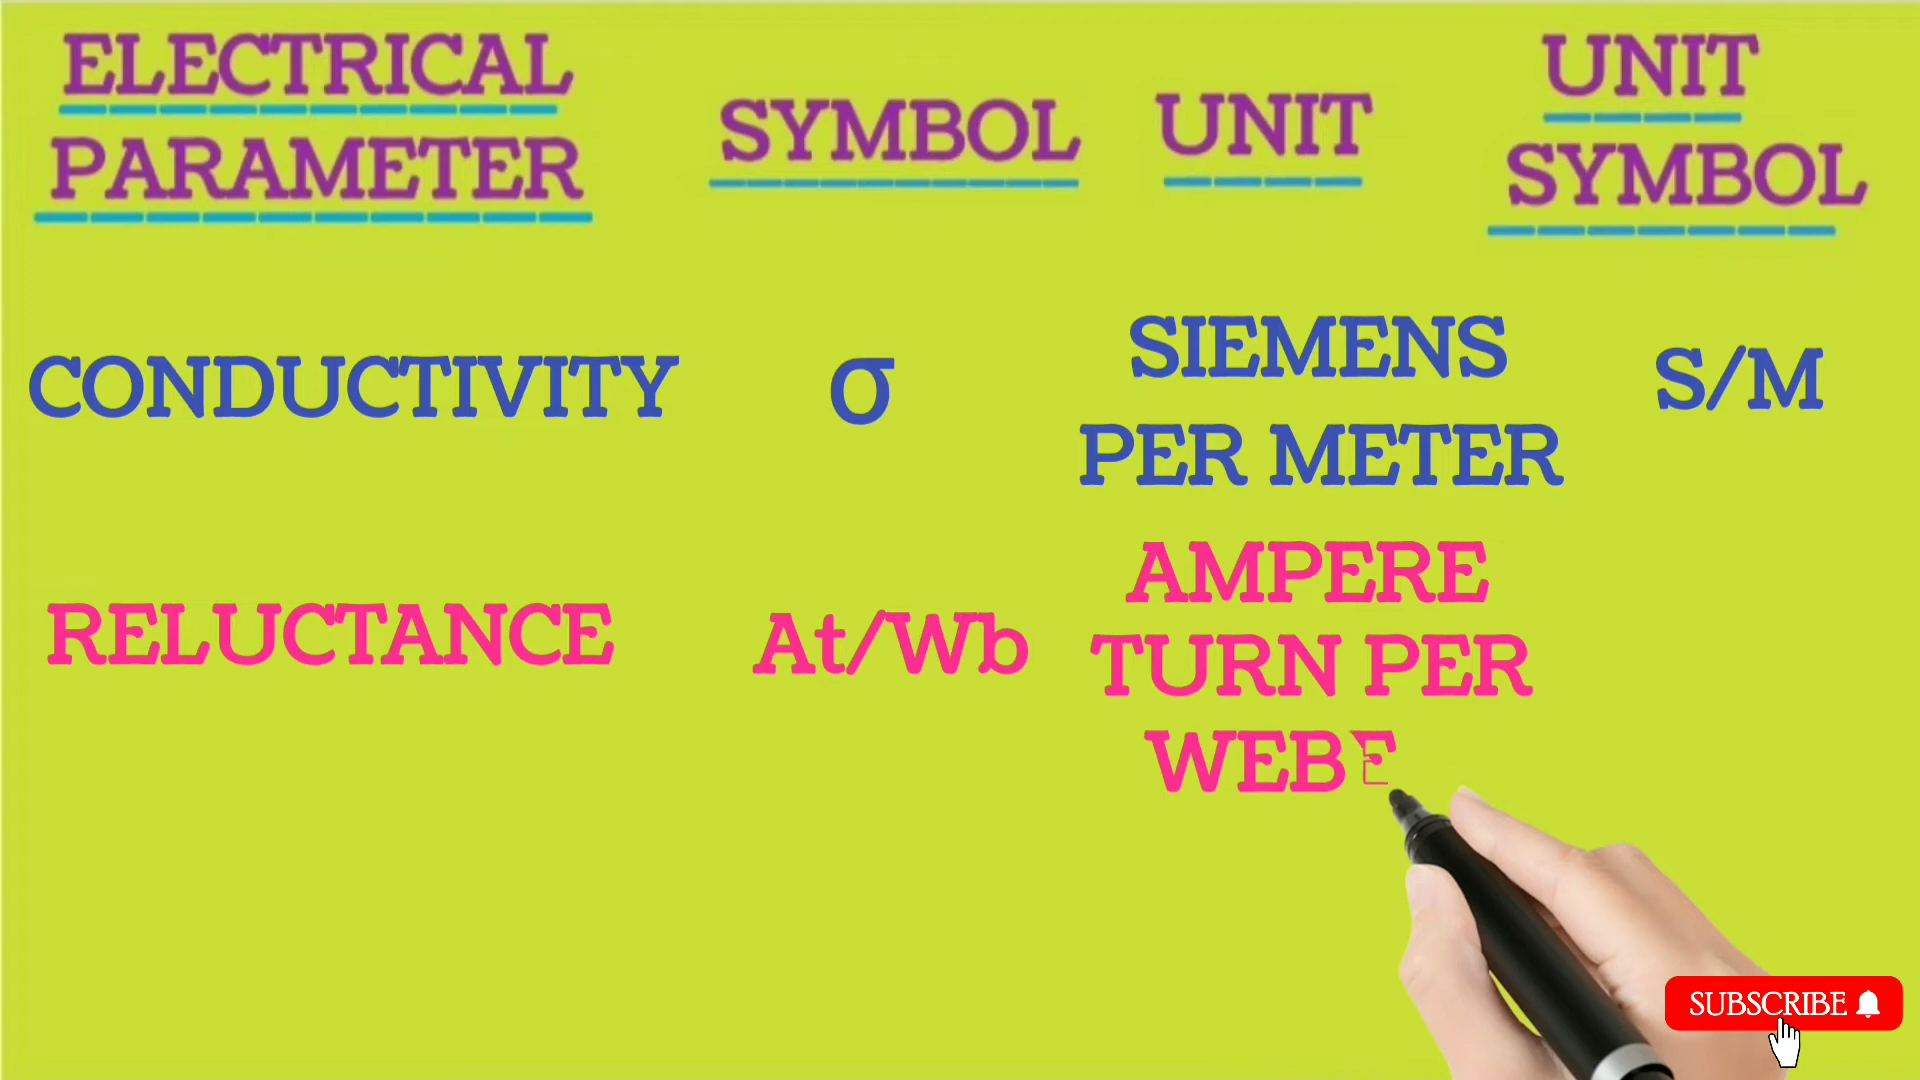 ELECTRICAL
PARAMETER
SYMBOL
UNIT
UNIT
SYMBOL
CONDUCTIVITY
σ
SIEMENS
PER METER
S/M
RELUCTANCE
At/Wb
AMPERE
TURN PER
WEBE
SUBSCRIBE